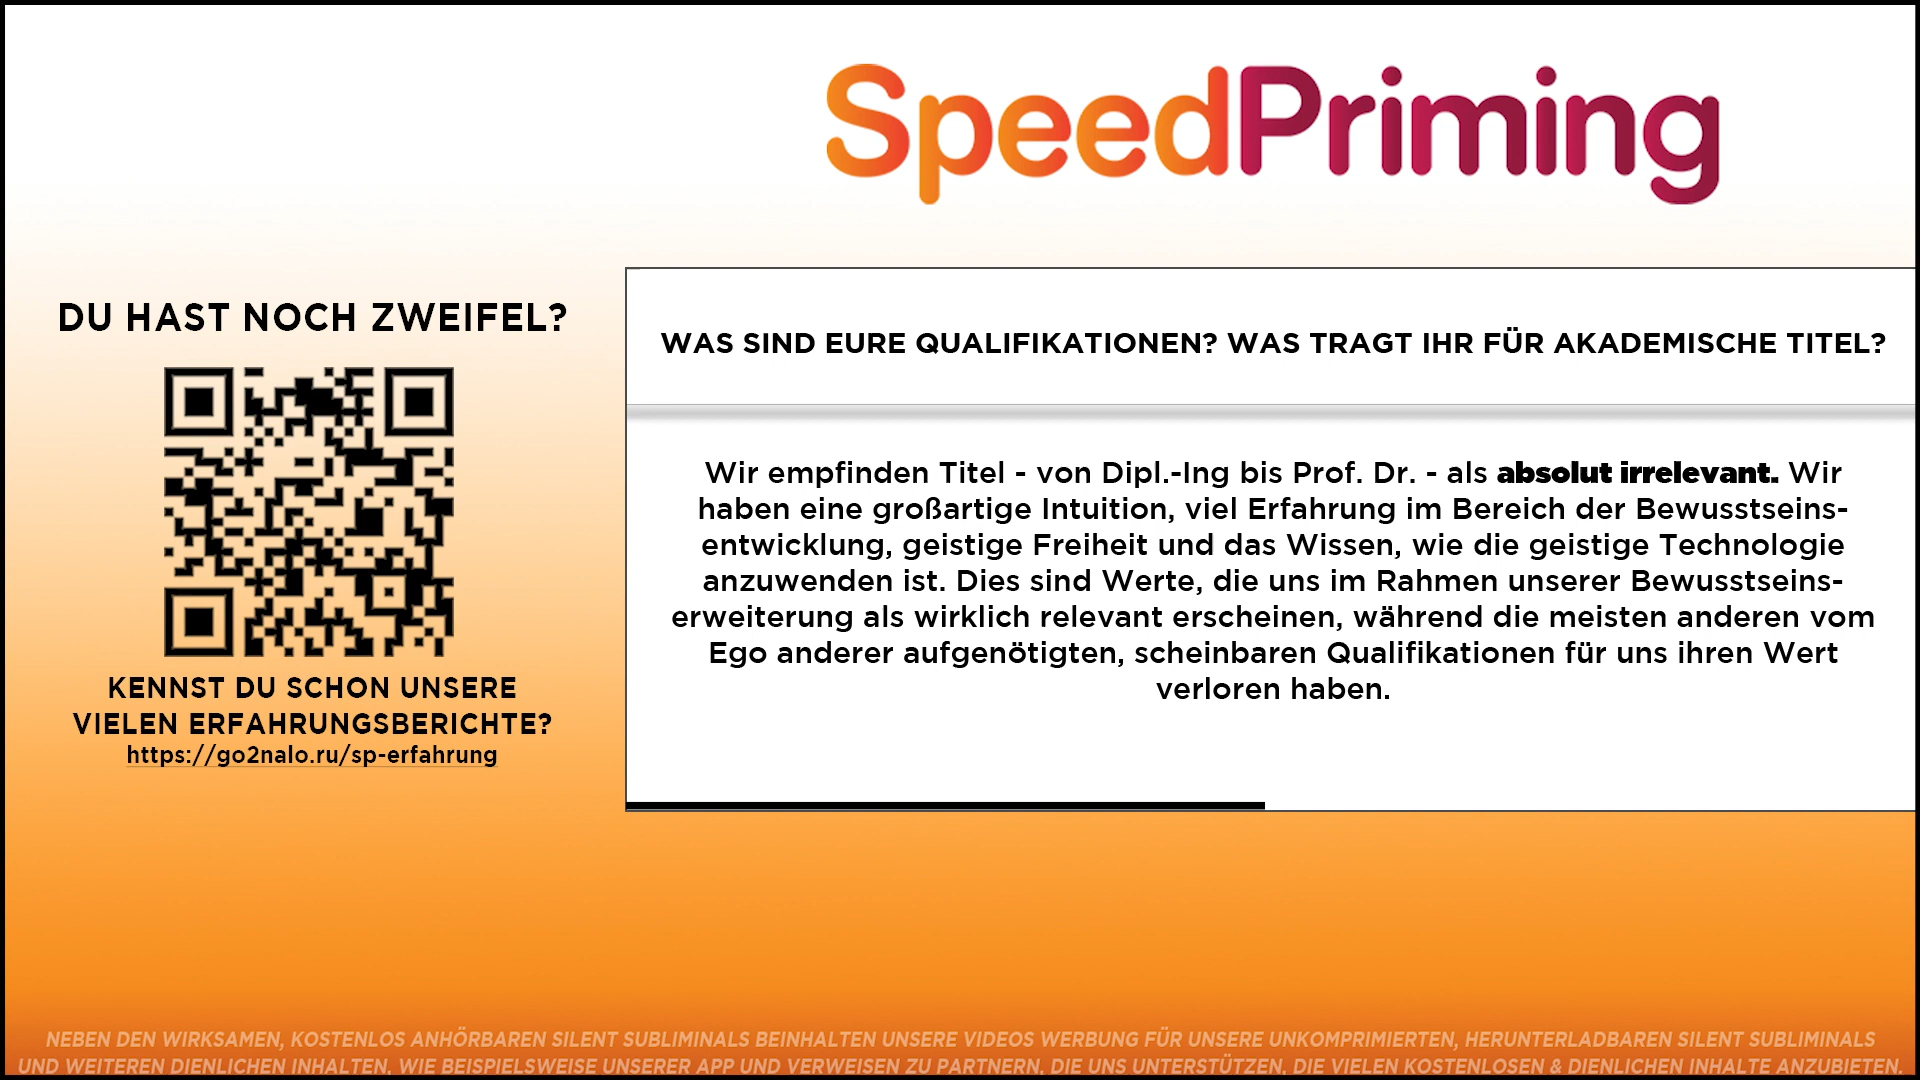 SpeedPriming
DU HAST NOCH ZWEIFEL?
KENNST DU SCHON UNSERE
VIELEN ERFAHRUNGSBERICHTE?
https://go2nalo.ru/sp-erfahrung
WAS SIND EURE QUALIFIKATIONEN? WAS TRAGT IHR FÜR AKADEMISCHE TITEL?
Wir empfinden Titel - von Dipl.-Ing bis Prof. Dr. - als absolut irrelevant. Wir
haben eine großartige Intuition, viel Erfahrung im Bereich der Bewusstseins-
entwicklung, geistige Freiheit und das Wissen, wie die geistige Technologie
anzuwenden ist. Dies sind Werte, die uns im Rahmen unserer Bewusstseins-
erweiterung als wirklich relevant erscheinen, während die meisten anderen vom
Ego anderer aufgenötigten, scheinbaren Qualifikationen für uns ihren Wert
verloren haben.
NEBEN DEN WIRKSAMEN, KOSTENLOS ANHÖRBAREN SILENT SUBLIMINALS BEINHALTEN UNSERE VIDEOS WERBUNG FÜR UNSERE UNKOMPRIMIERTEN, HERUNTERLADBAREN SILENT SUBLIMINALS
UND WEITEREN DIENLICHEN INHALTEN, WIE BEISPIELSWEISE UNSERER APP UND VERWEISEN ZU PARTNERN, DIE UNS UNTERSTÜTZEN, DIE VIELEN KOSTENLOSEN & DIENLICHEN INHALTE ANZUBIETEN.